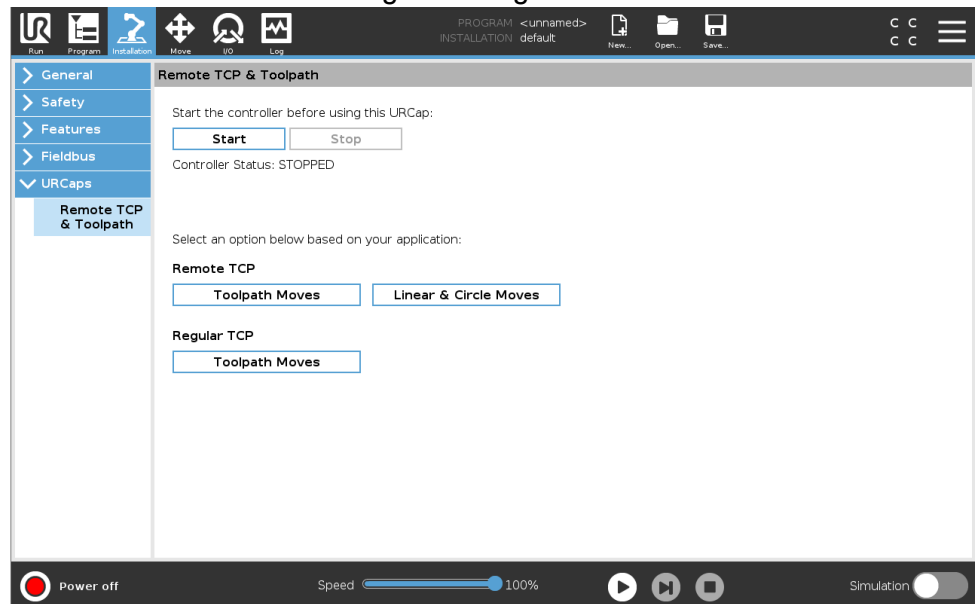 PROGRAM <unnamed>
INSTALLATION default
UR
Run
Program
Installation
Move
I/O
Log
New...
Open...
Save...
C C
C C
General
Safety
Features
Fieldbus
URCaps
Remote TCP
& Toolpath
Remote TCP & Toolpath
Start the controller before using this URCap:
Start
Stop
Controller Status: STOPPED
Select an option below based on your application:
Remote TCP
Toolpath Moves
Linear & Circle Moves
Regular TCP
Toolpath Moves
Power off
Speed
100%
Simulation